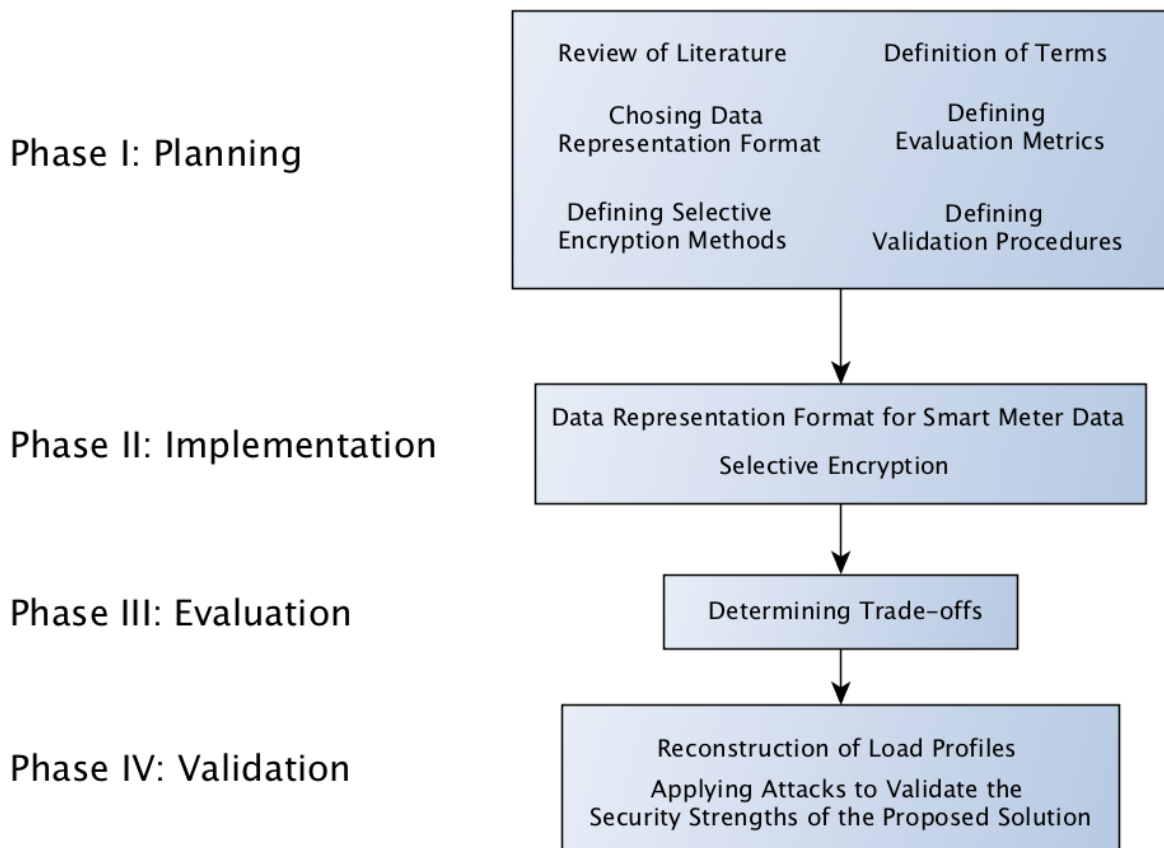 Phase I: Planning
Review of Literature
Definition of Terms
Chosing Data
Representation Format
Defining
Evaluation Metrics
Defining Selective
Encryption Methods
Defining
Validation Procedures
Phase II: Implementation
Data Representation Format for Smart Meter Data
Selective Encryption
Phase III: Evaluation
Determining Trade-offs
Phase IV: Validation
Reconstruction of Load Profiles
Applying Attacks to Validate the
Security Strengths of the Proposed Solution